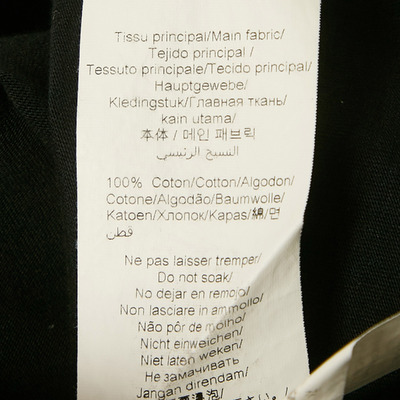 Tissu principal/Main fabric/
Tejido principal /
Tessuto principale/Tecido principal/
Hauptgewebe/
Kledingstuk/Главная ткань/
kain utama/
本体 / 메인 패브릭
النسيج الرئيسي
100% Coton/Cotton/Algodon/
Cotone/Algodão/Baumwolle/
Katoen/Хлопок/Kapas/綿/면
قطن
Ne pas laisser tremper/
Do not soak/
No dejar en remojo/
Non lasciare in ammollo/
Não pôr de molho/
Nicht einweichen/
Niet laten weken/
Не замачивать
Jangan direndam/